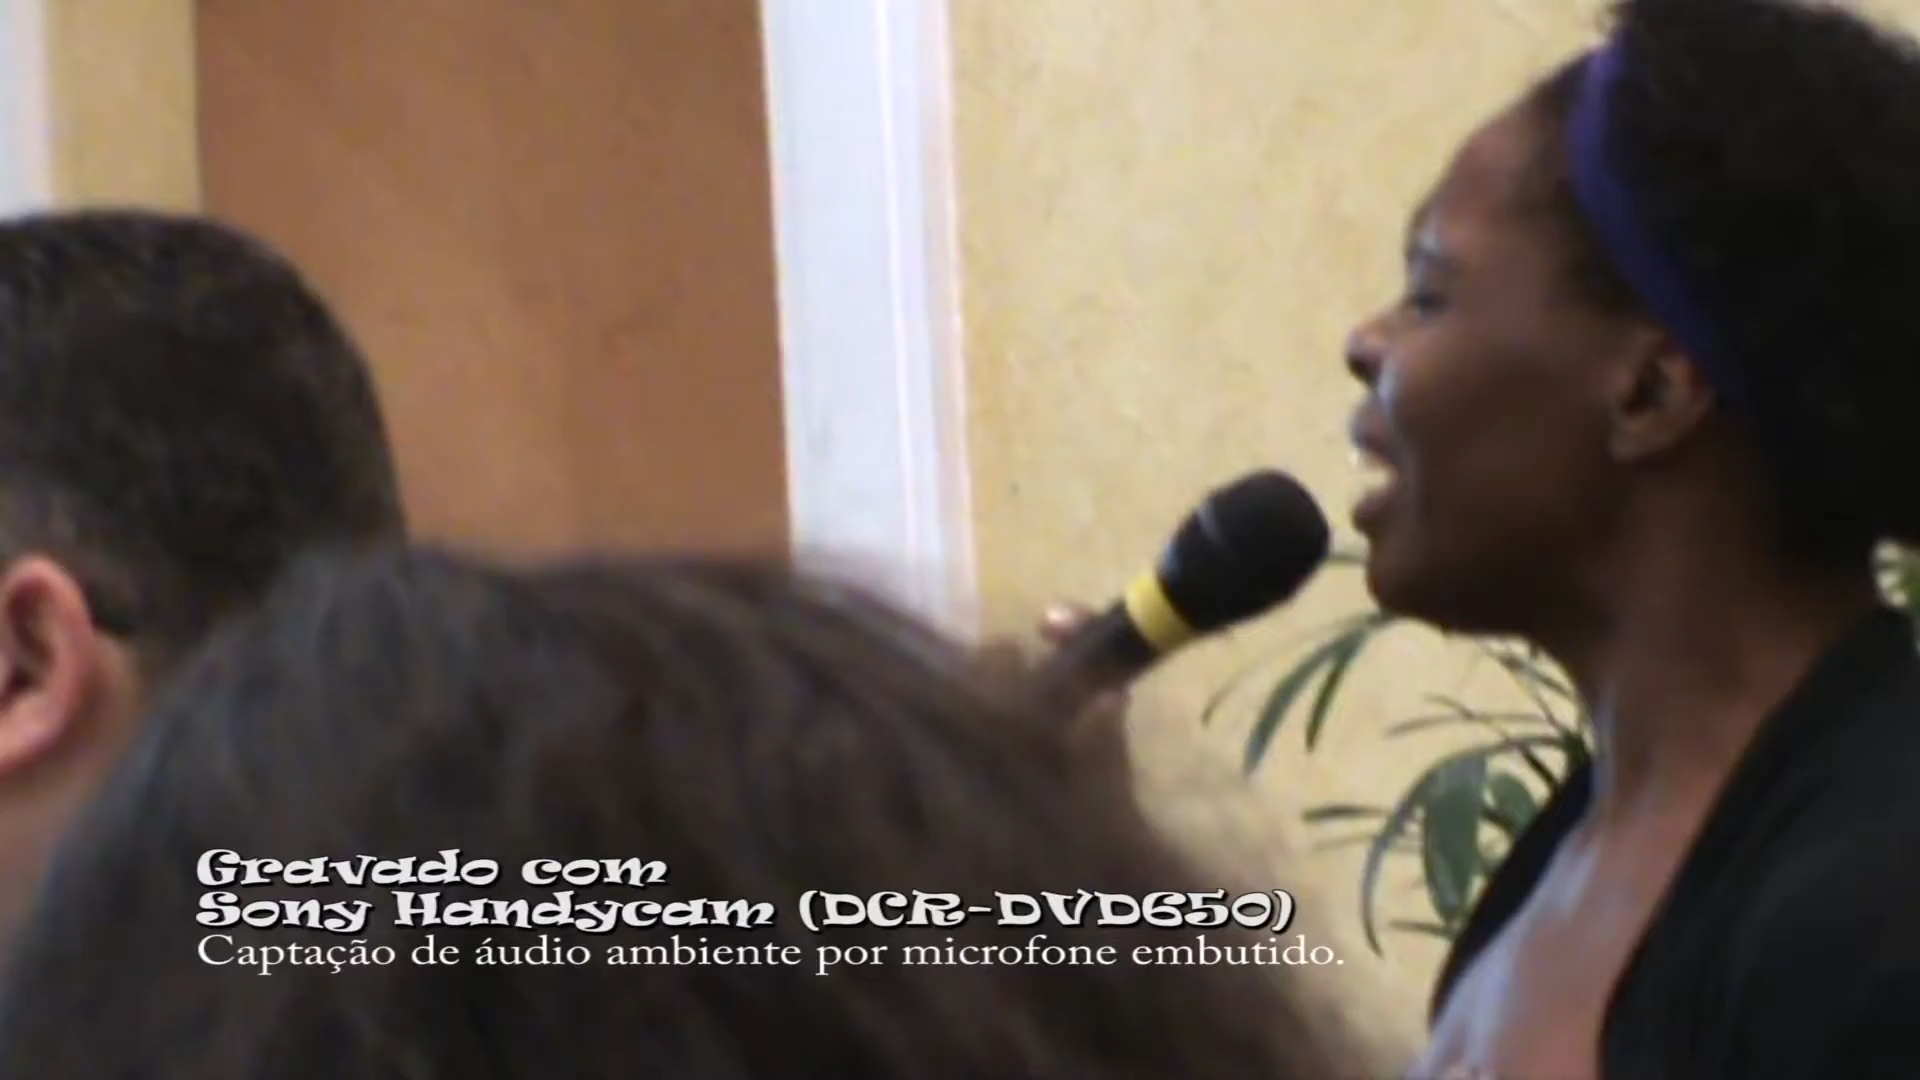 Gravado com
Sony Handycam (DCR-DVD650)
Captação de áudio ambiente por microfone embutido.